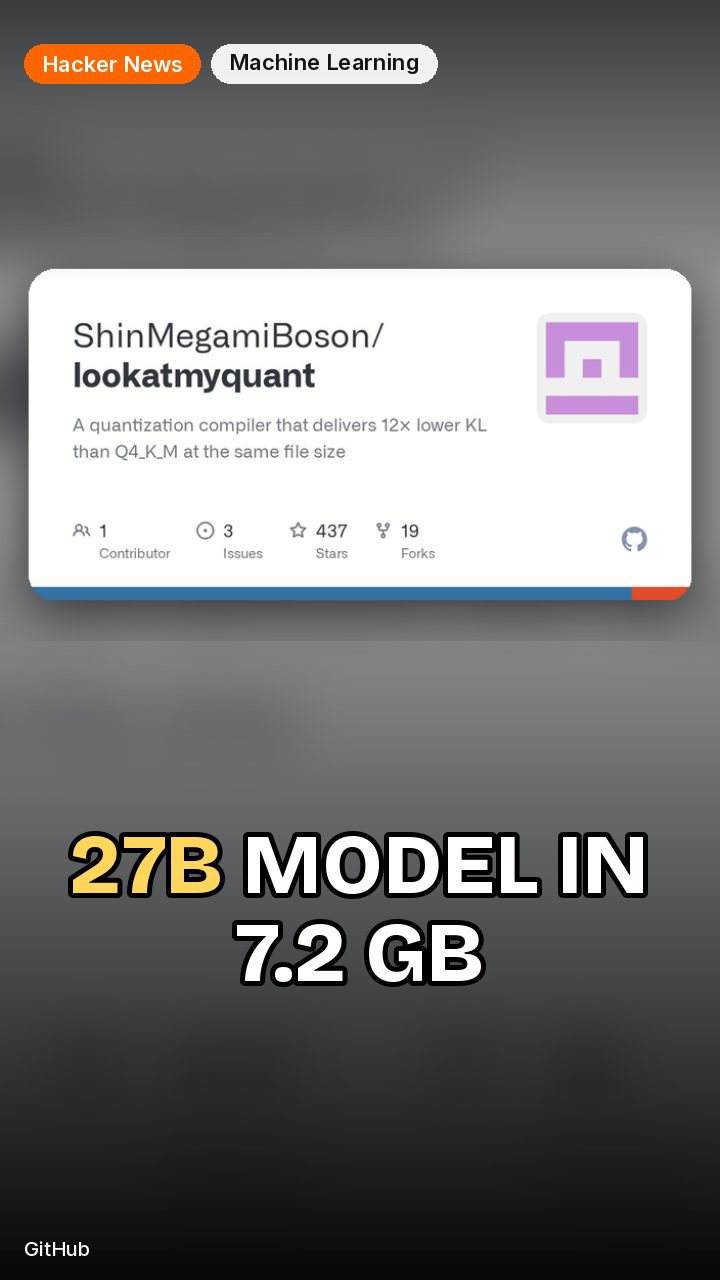 Hacker News
Machine Learning
ShinMegamiBoson/
lookatmyquant
A quantization compiler that delivers 12× lower KL
than Q4_K_M at the same file size
1
Contributor
3
Issues
437
Stars
19
Forks
27B MODEL IN
7.2 GB
GitHub